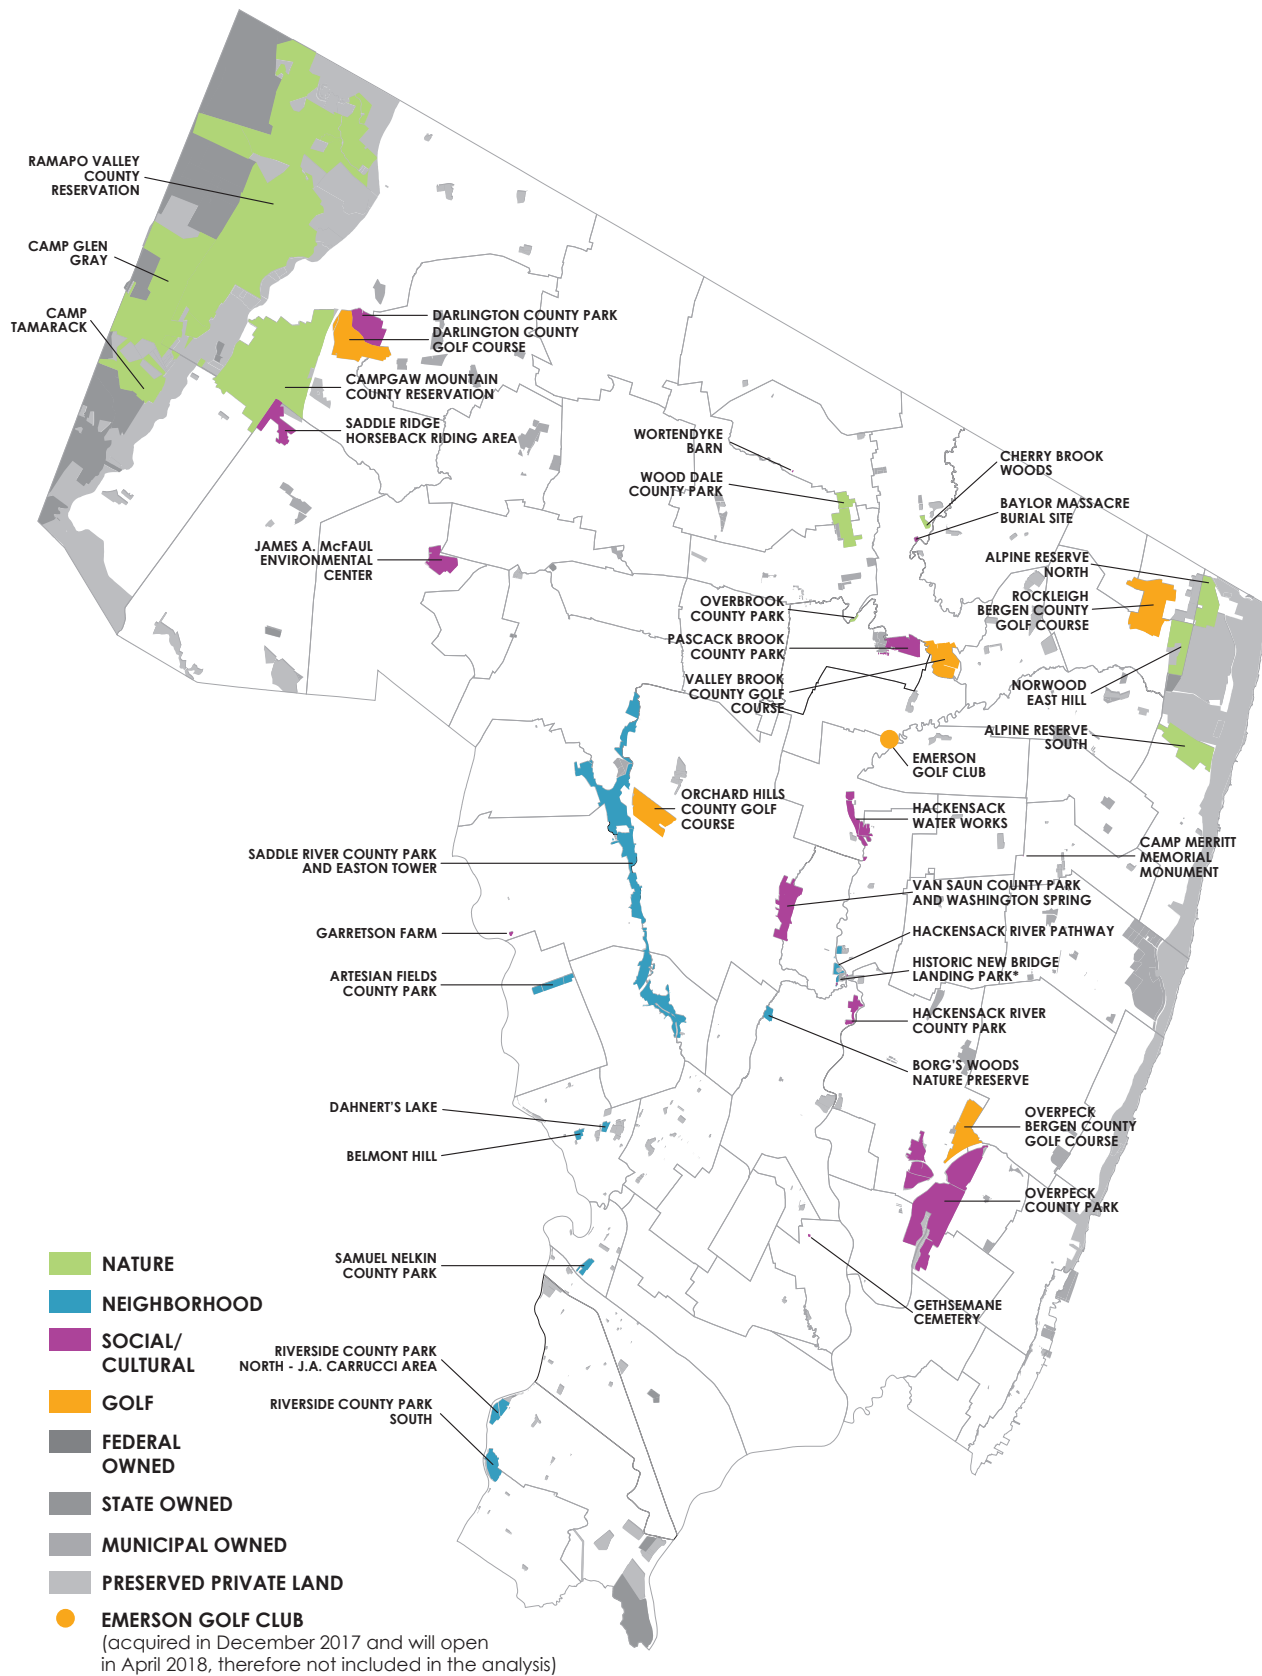 RAMAPO VALLEY
COUNTY
RESERVATION
CAMP GLEN
GRAY
CAMP
TAMARACK
DARLINGTON COUNTY PARK
DARLINGTON COUNTY
GOLF COURSE
CAMPGAW MOUNTAIN
COUNTY RESERVATION
SADDLE RIDGE
HORSEBACK RIDING AREA
WORTENDYKE
BARN
WOOD DALE
COUNTY PARK
CHERRY BROOK
WOODS
BAYLOR MASSACRE
BURIAL SITE
JAMES A. McFAUL
ENVIRONMENTAL
CENTER
ALPINE RESERVE
NORTH
ROCKLEIGH
BERGEN COUNTY
GOLF COURSE
OVERBROOK
COUNTY PARK
PASCACK BROOK
COUNTY PARK
VALLEY BROOK
COUNTY GOLF
COURSE
NORWOOD
EAST HILL
ALPINE RESERVE
SOUTH
EMERSON
GOLF CLUB
ORCHARD HILLS
COUNTY GOLF
COURSE
HACKENSACK
WATER WORKS
CAMP MERRITT
MEMORIAL
MONUMENT
SADDLE RIVER COUNTY PARK
AND EASTON TOWER
VAN SAUN COUNTY PARK
AND WASHINGTON SPRING
GARRETSON FARM
HACKENSACK RIVER PATHWAY
ARTESIAN FIELDS
COUNTY PARK
HISTORIC NEW BRIDGE
LANDING PARK*
HACKENSACK RIVER
COUNTY PARK
BORG'S WOODS
NATURE PRESERVE
DAHNERT'S LAKE
BELMONT HILL
OVERPECK
BERGEN COUNTY
GOLF COURSE
OVERPECK
COUNTY PARK
SAMUEL NELKIN
COUNTY PARK
GETHSEMANE
CEMETERY
RIVERSIDE COUNTY PARK
NORTH - J.A. CARRUCCI AREA
RIVERSIDE COUNTY PARK
SOUTH
NATURE
NEIGHBORHOOD
SOCIAL/
CULTURAL
GOLF
FEDERAL
OWNED
STATE OWNED
MUNICIPAL OWNED
PRESERVED PRIVATE LAND
EMERSON GOLF CLUB
(acquired in December 2017 and will open
in April 2018, therefore not included in the analysis)